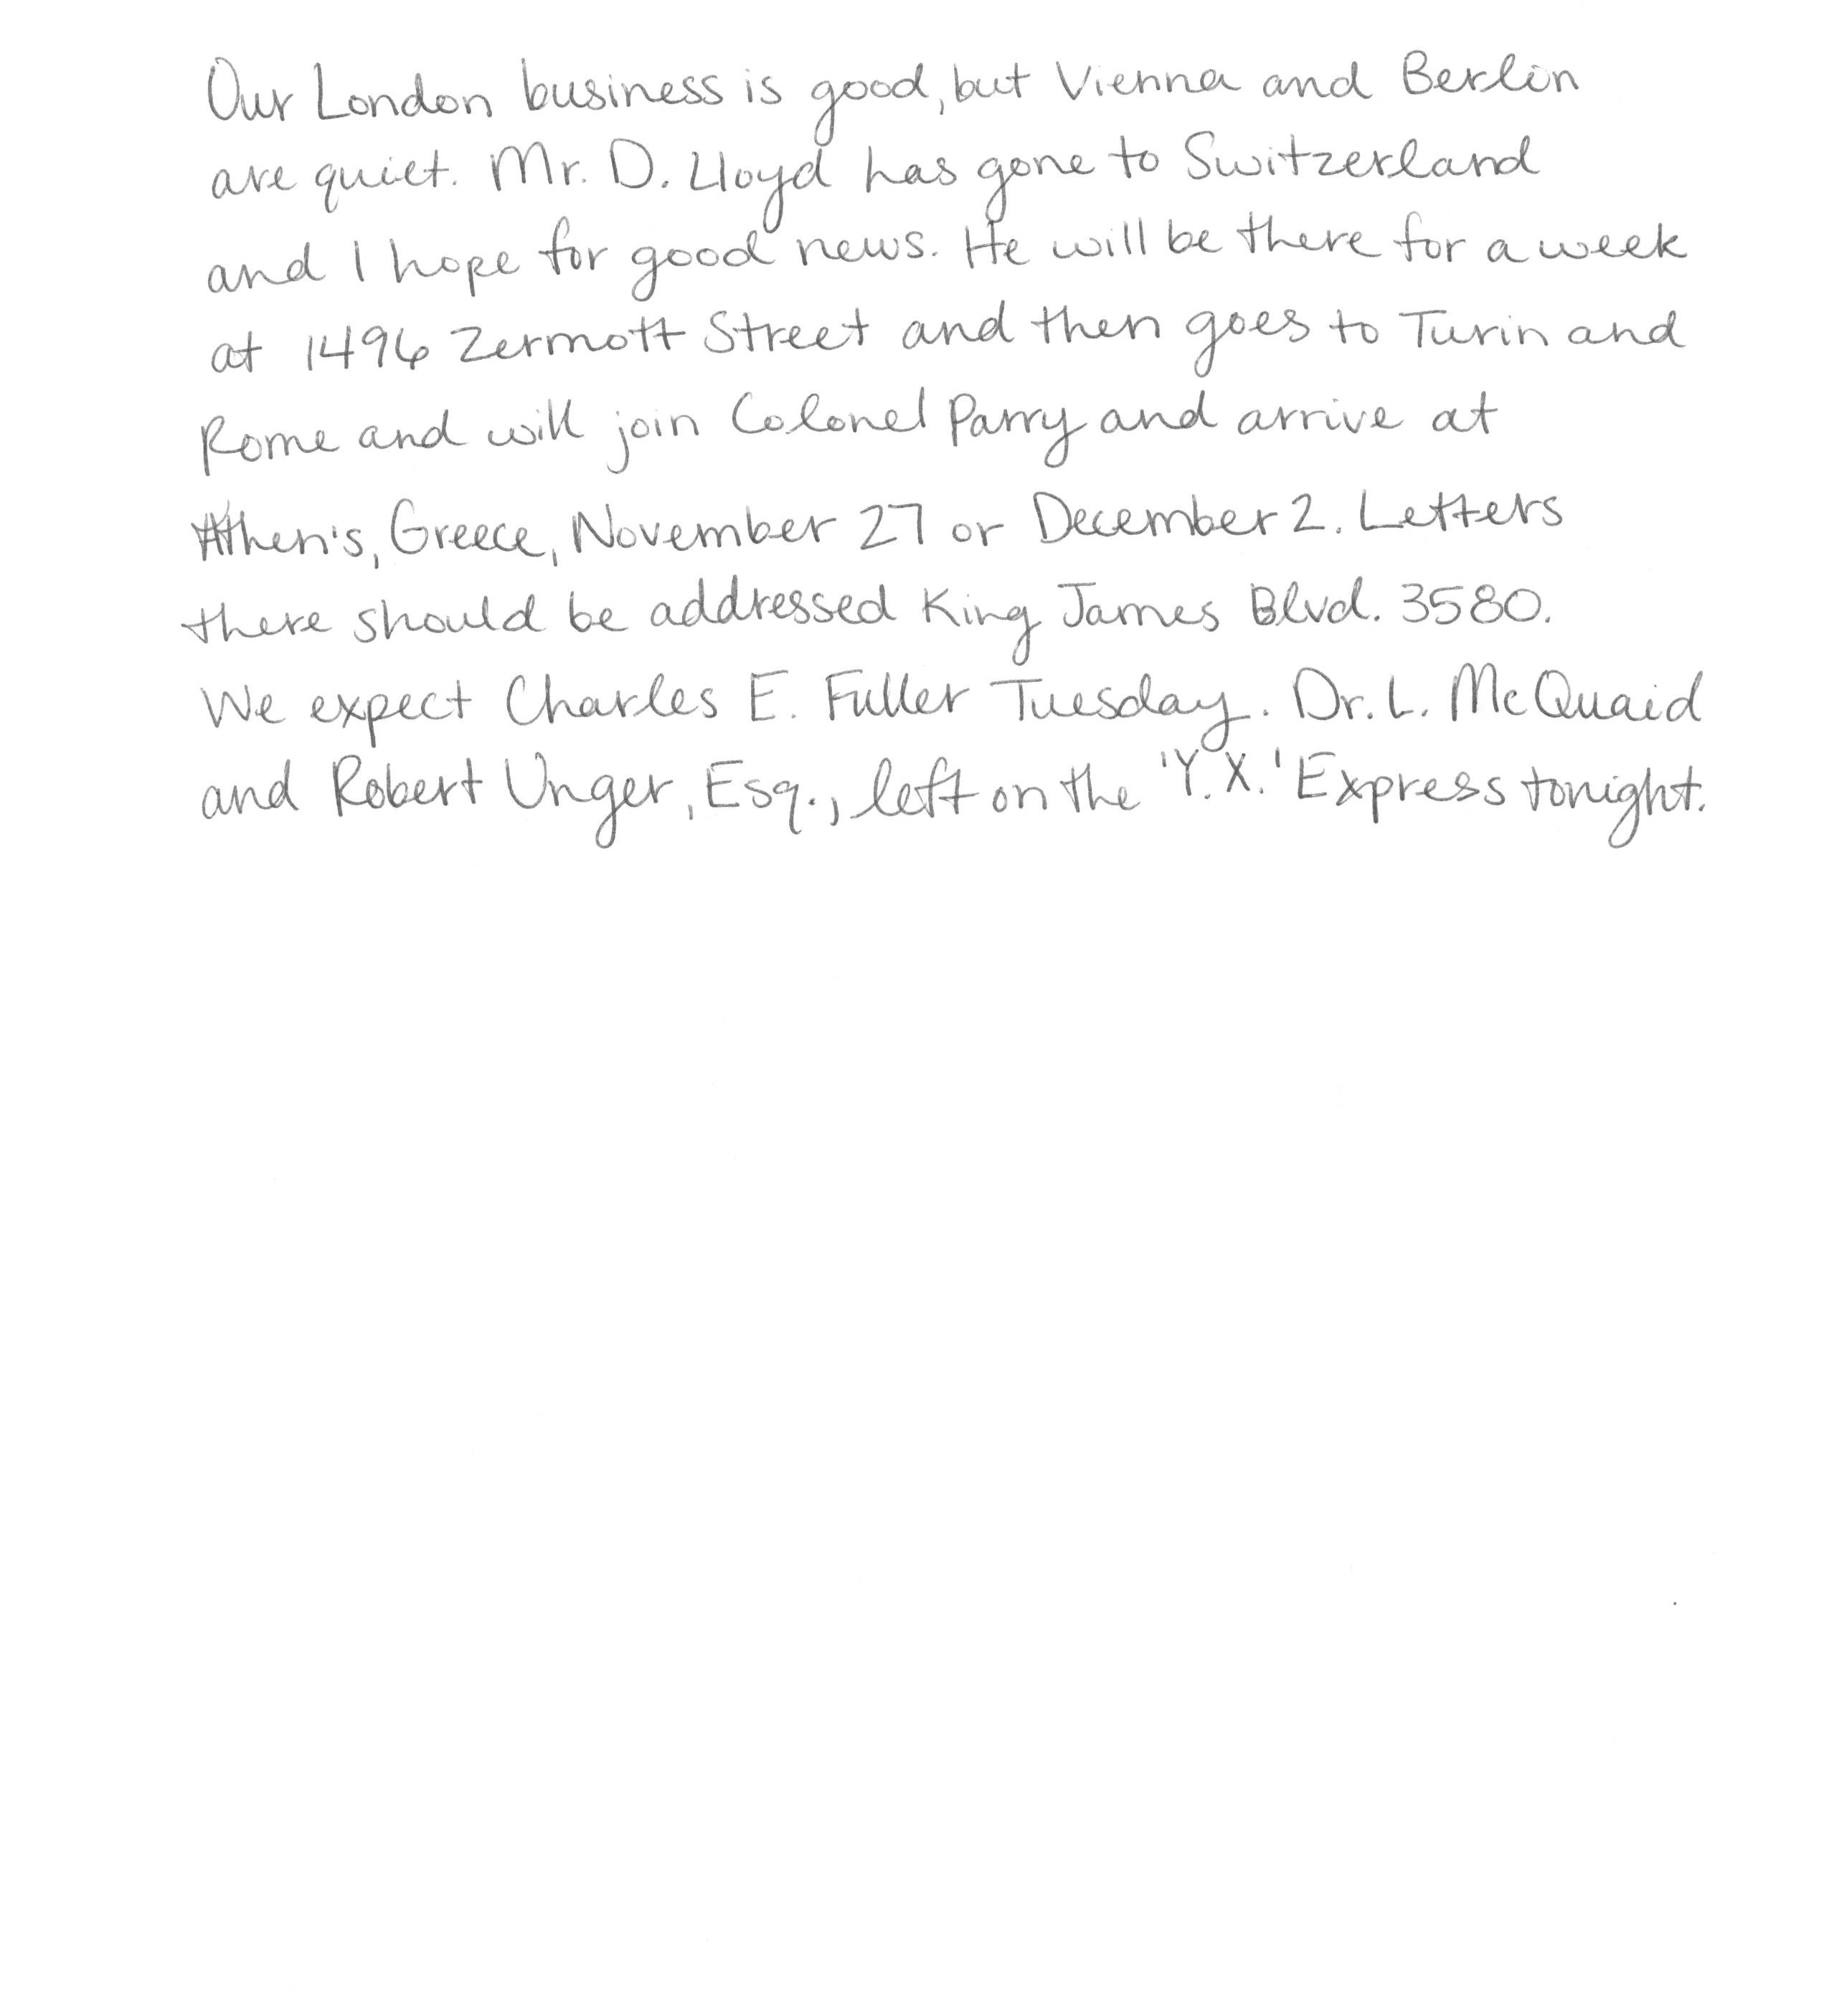 Our London business is good, but Vienna and Berlin
are quiet. Mr. D. Lloyd has gone to Switzerland
and I hope for good news. He will be there for a week
at 1496 Zermott Street and then goes to Turin and
Rome and will join Colonel Parry and arrive at
Athen's, Greece, November 27 or December 2. Letters
there should be addressed King James Blvd. 3580.
We expect Charles E. Fuller Tuesday. Dr. L. McQuaid
and Robert Unger, Esq., left on the 'Y.X.' Express tonight.